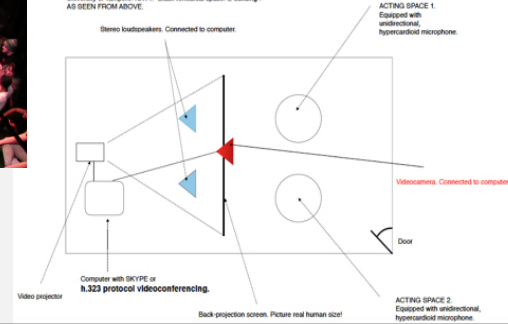 AS SEEN FROM ABOVE.
ACTING SPACE 1.
Equipped with
unidirectional,
hypercardioid microphone.
Stereo loudspeakers. Connected to computer.
Videocamera. Connected to computer
Door
Computer with SKYPE or
h.323 protocol videoconferencing.
Video projector
ACTING SPACE 2.
Equipped with unidirectional,
hypercardioid microphone.
Back-projection screen. Picture real human size!